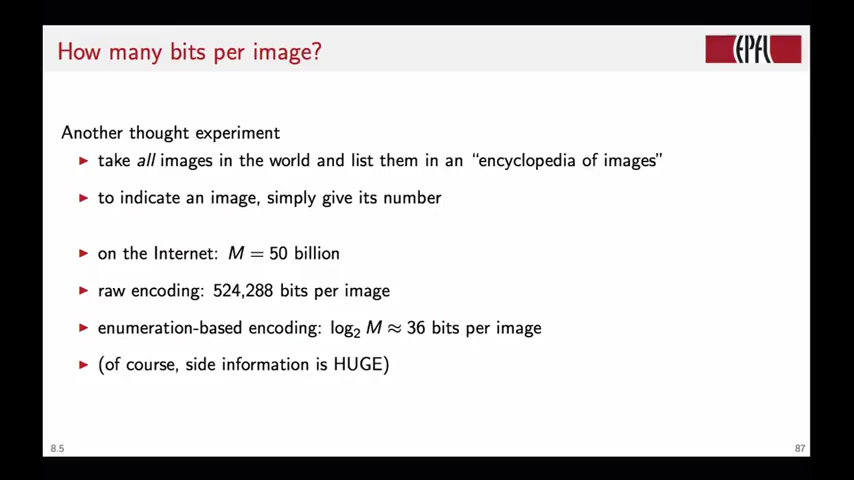 How many bits per image?
EPFL
Another thought experiment
▶ take all images in the world and list them in an “encyclopedia of images”
▶ to indicate an image, simply give its number
▶ on the Internet: M = 50 billion
▶ raw encoding: 524,288 bits per image
▶ enumeration-based encoding: log₂ M ≈ 36 bits per image
▶ (of course, side information is HUGE)
8.5
87